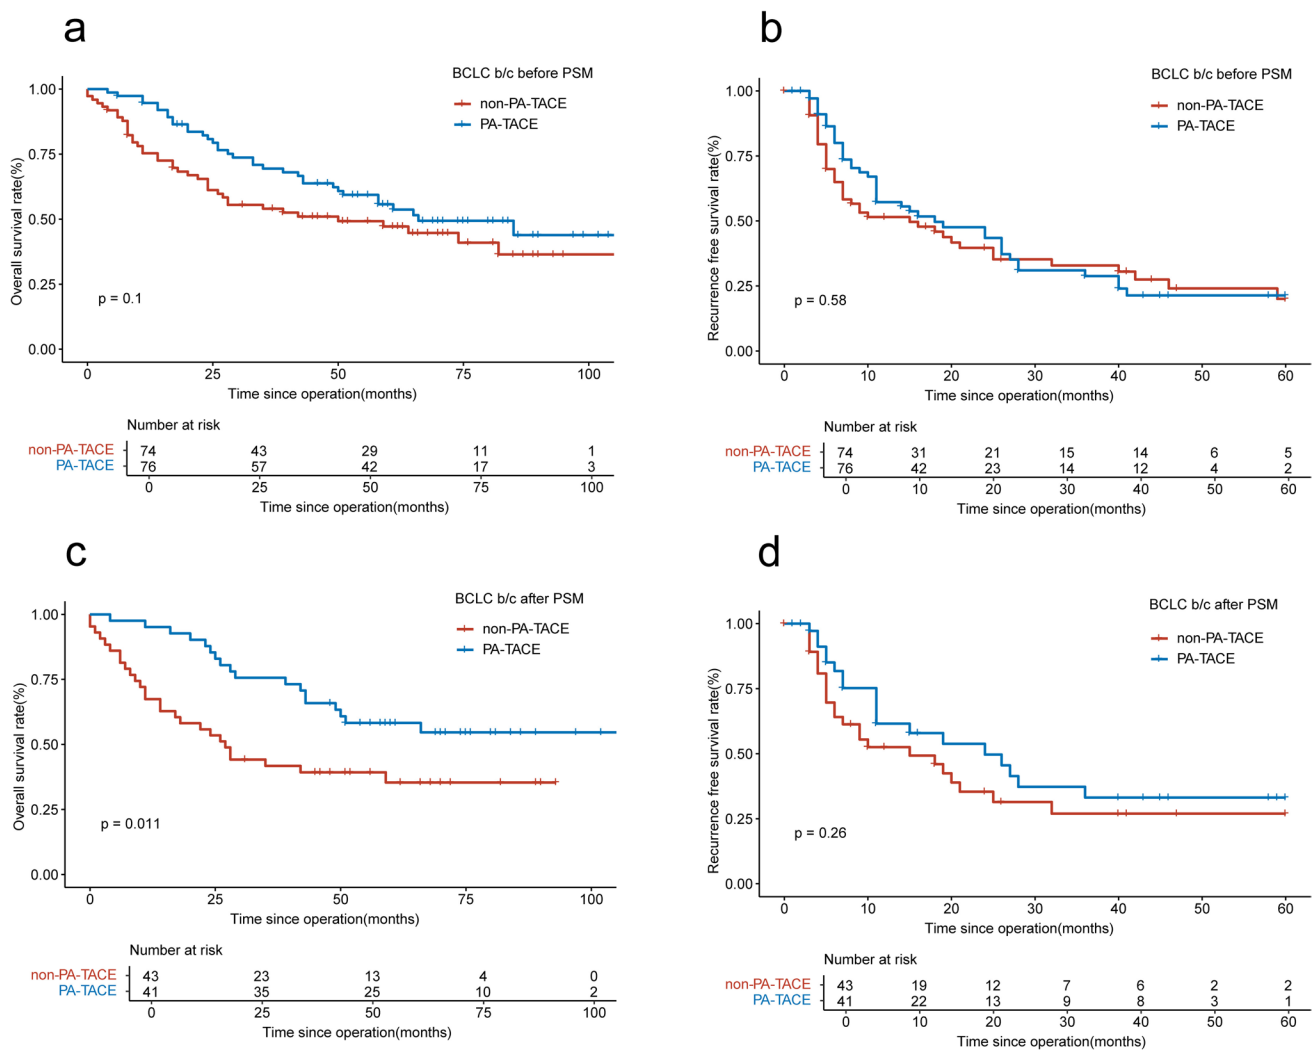 a
BCLC b/c before PSM
non-PA-TACE
PA-TACE
Overall survival rate(%)
1.00
0.75
0.50
0.25
0.00
p = 0.1
0 25 50 75 100
Time since operation(months)
Number at risk
non-PA-TACE 74 43 29 11 1
PA-TACE 76 57 42 17 3
0 25 50 75 100
Time since operation(months)
b
BCLC b/c before PSM
non-PA-TACE
PA-TACE
Recurrence free survival rate(%)
1.00
0.75
0.50
0.25
0.00
p = 0.58
0 10 20 30 40 50 60
Time since operation(months)
Number at risk
non-PA-TACE 74 31 21 15 14 6 5
PA-TACE 76 42 23 14 12 4 2
0 10 20 30 40 50 60
Time since operation(months)
c
BCLC b/c after PSM
non-PA-TACE
PA-TACE
Overall survival rate(%)
1.00
0.75
0.50
0.25
0.00
p = 0.011
0 25 50 75 100
Time since operation(months)
Number at risk
non-PA-TACE 43 23 13 4 0
PA-TACE 41 35 25 10 2
0 25 50 75 100
Time since operation(months)
d
BCLC b/c after PSM
non-PA-TACE
PA-TACE
Recurrence free survival rate(%)
1.00
0.75
0.50
0.25
0.00
p = 0.26
0 10 20 30 40 50 60
Time since operation(months)
Number at risk
non-PA-TACE 43 19 12 7 6 2 2
PA-TACE 41 22 13 9 8 3 1
0 10 20 30 40 50 60
Time since operation(months)